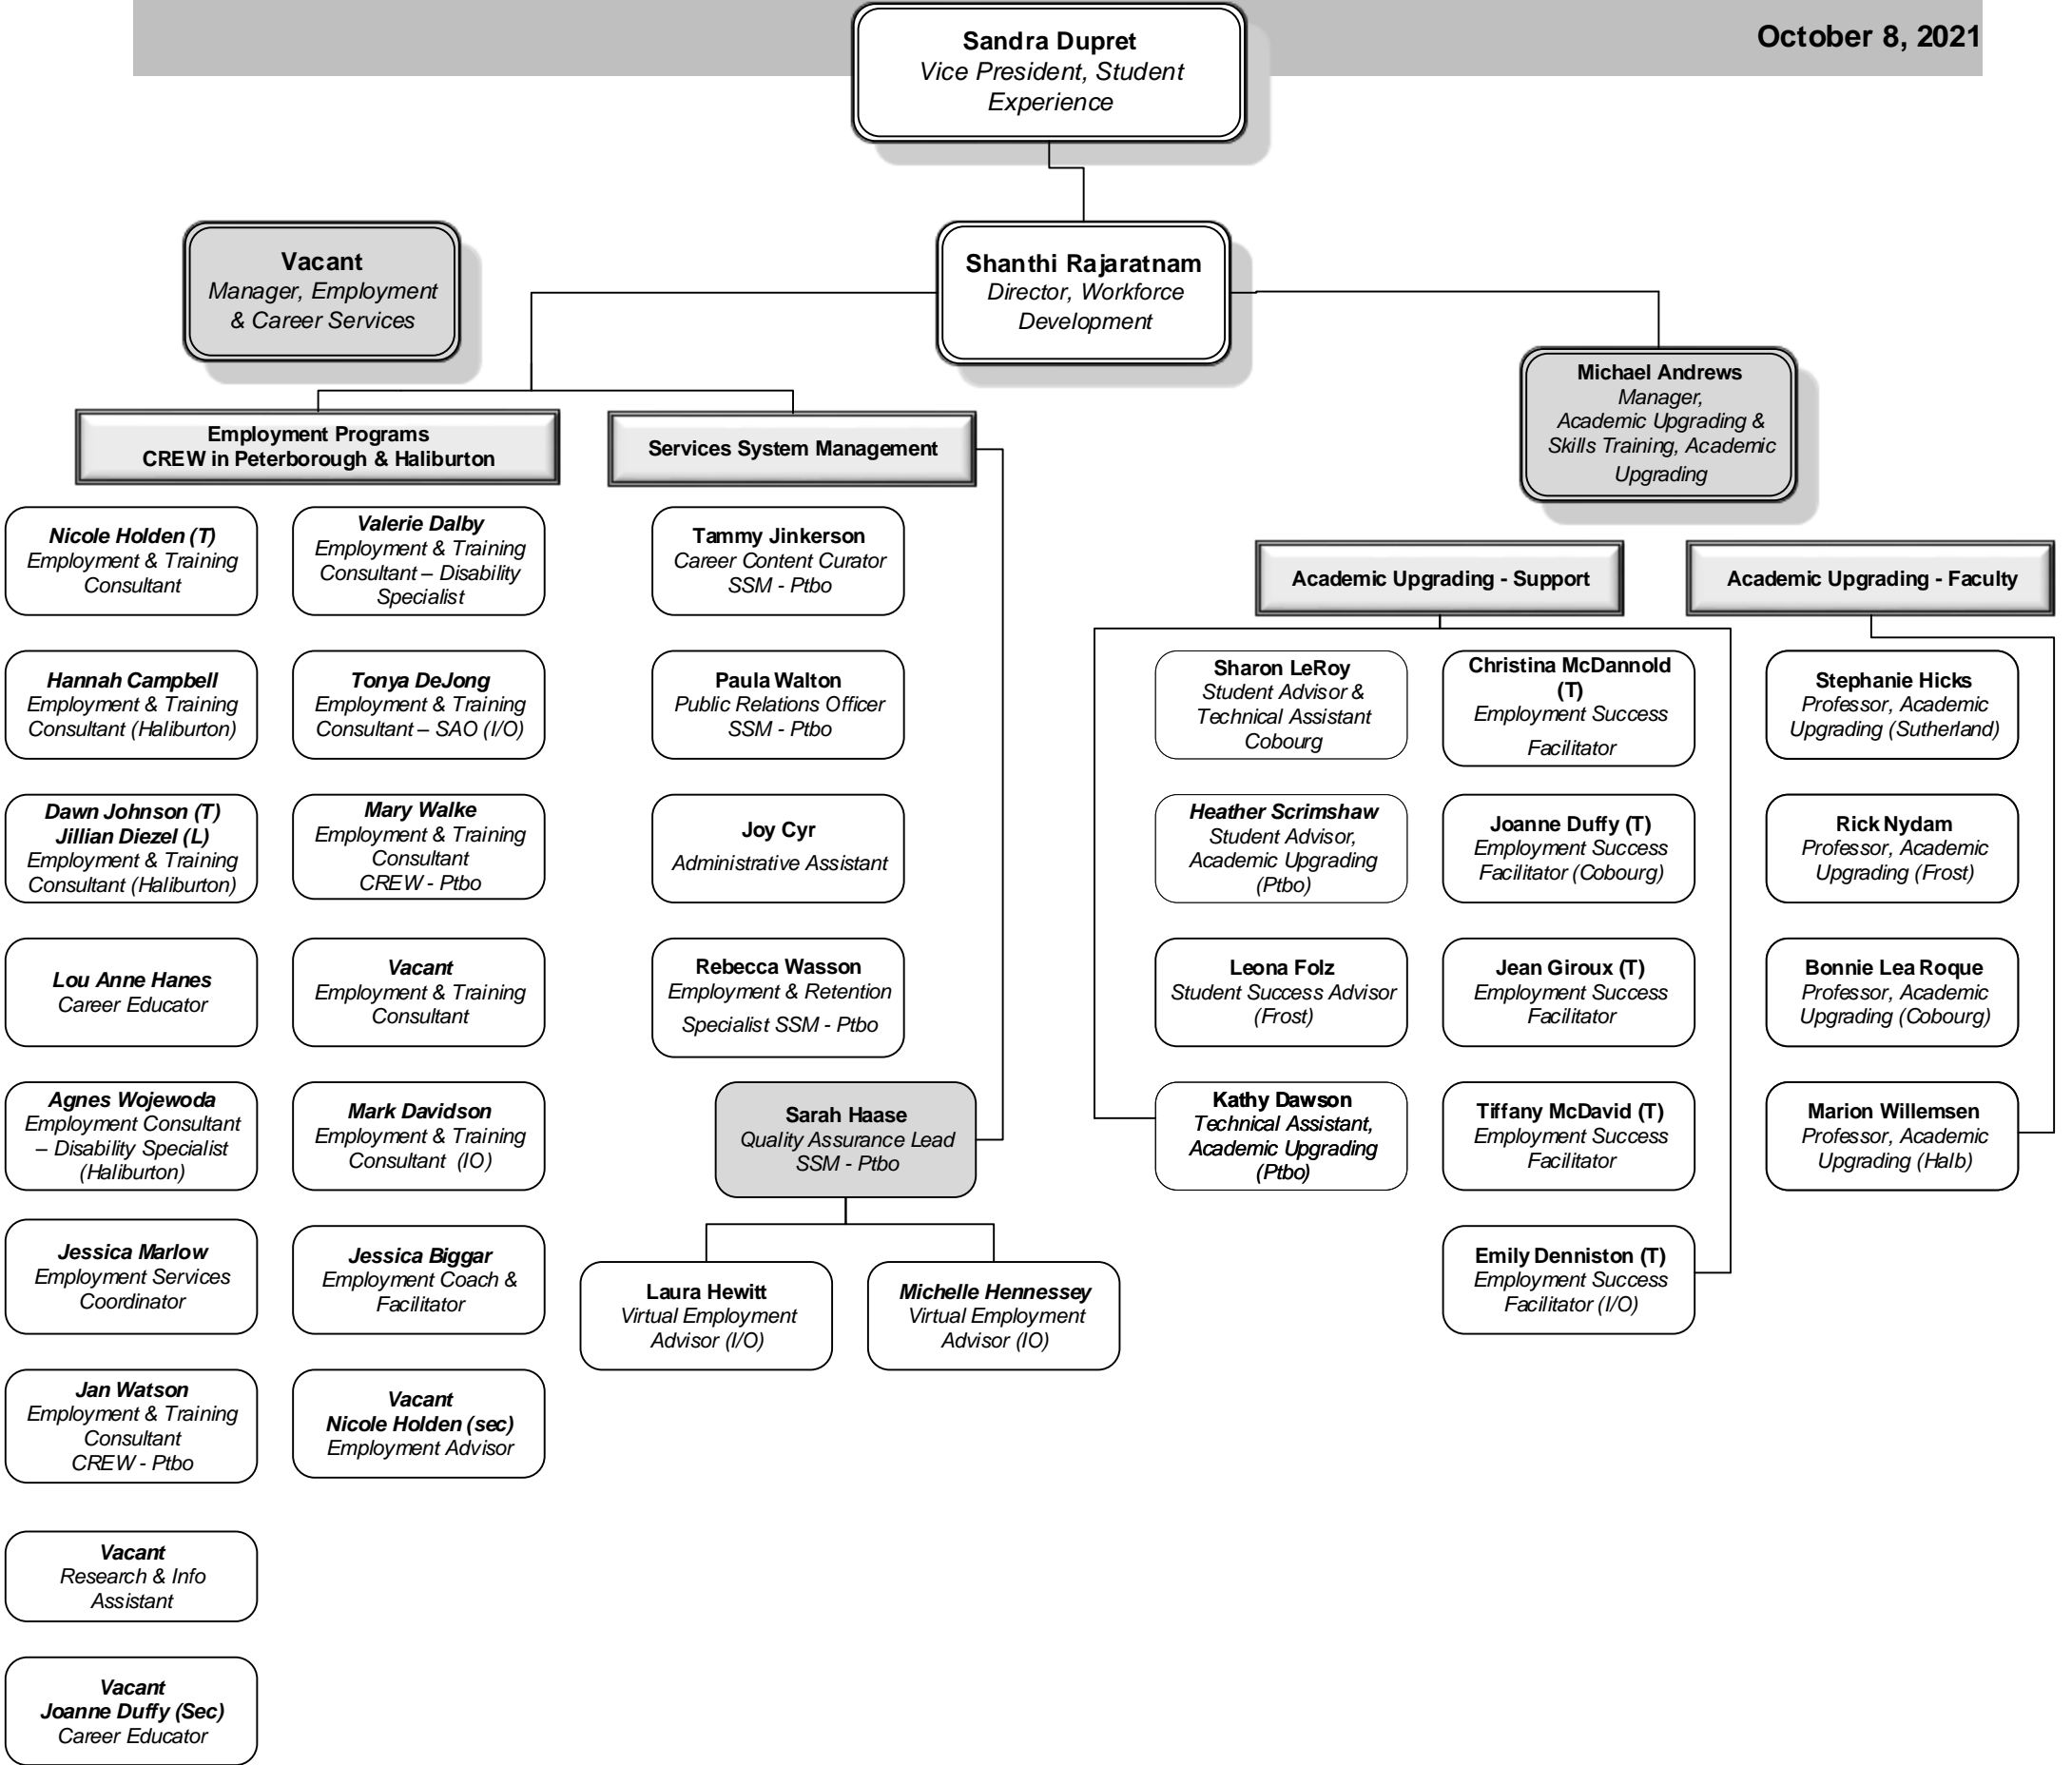 October 8, 2021
Sandra Dupret
Vice President, Student
Experience
Vacant
Manager, Employment
& Career Services
Shanthi Rajaratnam
Director, Workforce
Development
Michael Andrews
Manager,
Academic Upgrading &
Skills Training, Academic
Upgrading
Employment Programs
CREW in Peterborough & Haliburton
Nicole Holden (T)
Employment & Training
Consultant
Hannah Campbell
Employment & Training
Consultant (Haliburton)
Dawn Johnson (T)
Jillian Diezel (L)
Employment & Training
Consultant (Haliburton)
Lou Anne Hanes
Career Educator
Agnes Wojewoda
Employment Consultant
– Disability Specialist
(Haliburton)
Jessica Marlow
Employment Services
Coordinator
Jan Watson
Employment & Training
Consultant
CREW - Ptbo
Vacant
Research & Info
Assistant
Vacant
Joanne Duffy (Sec)
Career Educator
Valerie Dalby
Employment & Training
Consultant – Disability
Specialist
Tonya DeJong
Employment & Training
Consultant – SAO (I/O)
Mary Walke
Employment & Training
Consultant
CREW - Ptbo
Vacant
Employment & Training
Consultant
Mark Davidson
Employment & Training
Consultant (IO)
Jessica Biggar
Employment Coach &
Facilitator
Vacant
Nicole Holden (sec)
Employment Advisor
Services System Management
Tammy Jinkerson
Career Content Curator
SSM - Ptbo
Paula Walton
Public Relations Officer
SSM - Ptbo
Joy Cyr
Administrative Assistant
Rebecca Wasson
Employment & Retention
Specialist SSM - Ptbo
Sarah Haase
Quality Assurance Lead
SSM - Ptbo
Laura Hewitt
Virtual Employment
Advisor (I/O)
Michelle Hennessey
Virtual Employment
Advisor (IO)
Academic Upgrading - Support
Sharon LeRoy
Student Advisor &
Technical Assistant
Cobourg
Heather Scrimshaw
Student Advisor,
Academic Upgrading
(Ptbo)
Leona Folz
Student Success Advisor
(Frost)
Kathy Dawson
Technical Assistant,
Academic Upgrading
(Ptbo)
Christina McDannold
(T)
Employment Success
Facilitator
Joanne Duffy (T)
Employment Success
Facilitator (Cobourg)
Jean Giroux (T)
Employment Success
Facilitator
Tiffany McDavid (T)
Employment Success
Facilitator
Emily Denniston (T)
Employment Success
Facilitator (I/O)
Academic Upgrading - Faculty
Stephanie Hicks
Professor, Academic
Upgrading (Sutherland)
Rick Nydam
Professor, Academic
Upgrading (Frost)
Bonnie Lea Roque
Professor, Academic
Upgrading (Cobourg)
Marion Willemsen
Professor, Academic
Upgrading (Halb)